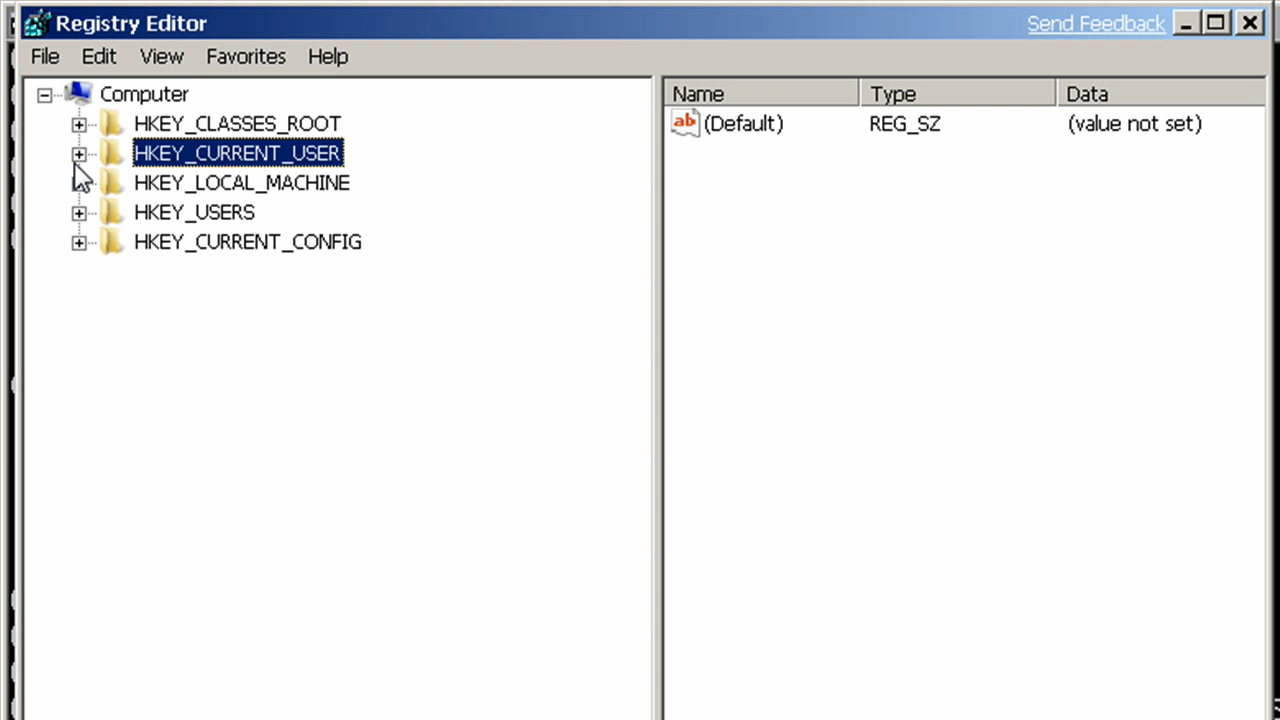 Registry Editor
Send Feedback
File Edit View Favorites Help
Name Type Data
Computer
(Default) REG_SZ (value not set)
HKEY_CLASSES_ROOT
HKEY_CURRENT_USER
HKEY_LOCAL_MACHINE
HKEY_USERS
HKEY_CURRENT_CONFIG